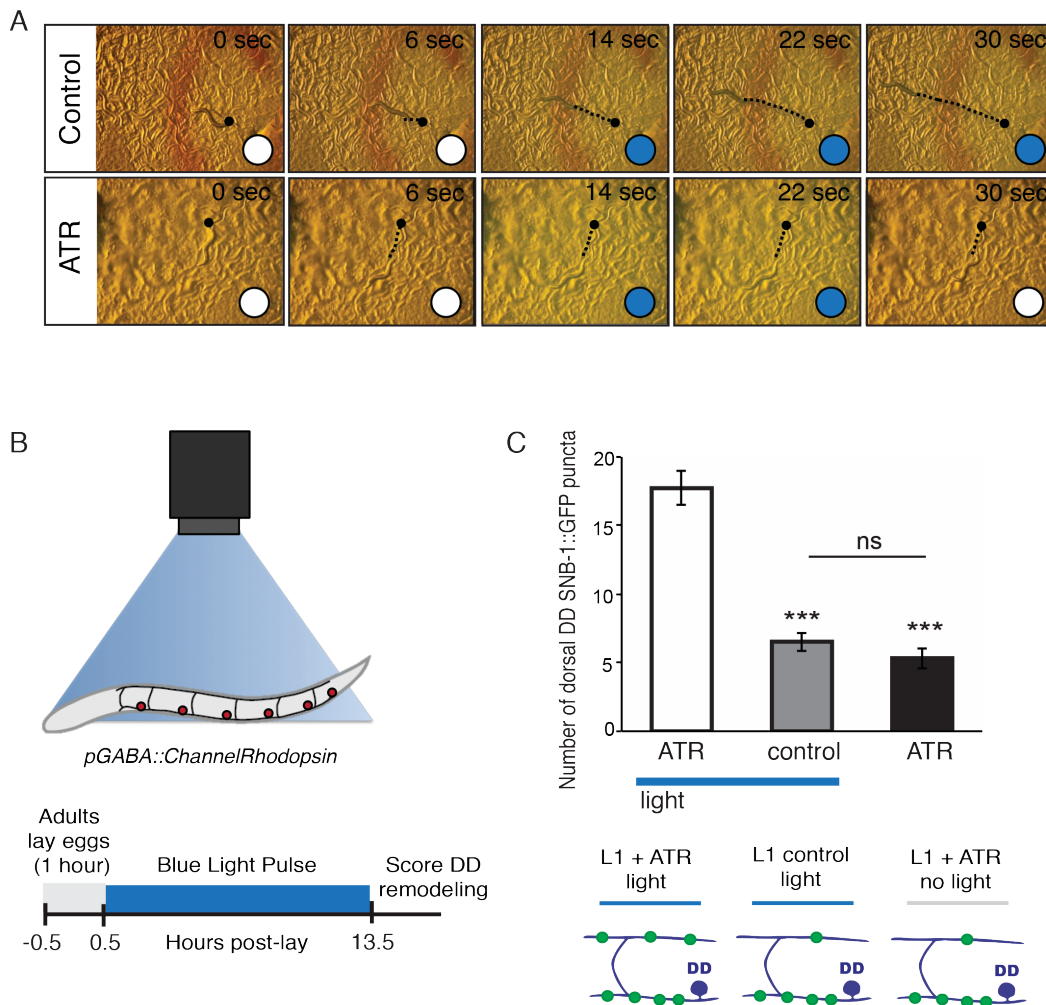 A
Control
0 sec
6 sec
14 sec
22 sec
30 sec
ATR
0 sec
6 sec
14 sec
22 sec
30 sec
B
pGABA::ChannelRhodopsin
Adults
lay eggs
(1 hour)
Blue Light Pulse
Score DD
remodeling
-0.5
0.5
Hours post-lay
13.5
C
Number of dorsal DD SNB-1::GFP puncta
20
15
10
5
0
ns
***
***
ATR
control
ATR
light
L1 + ATR
light
L1 control
light
L1 + ATR
no light
DD
DD
DD